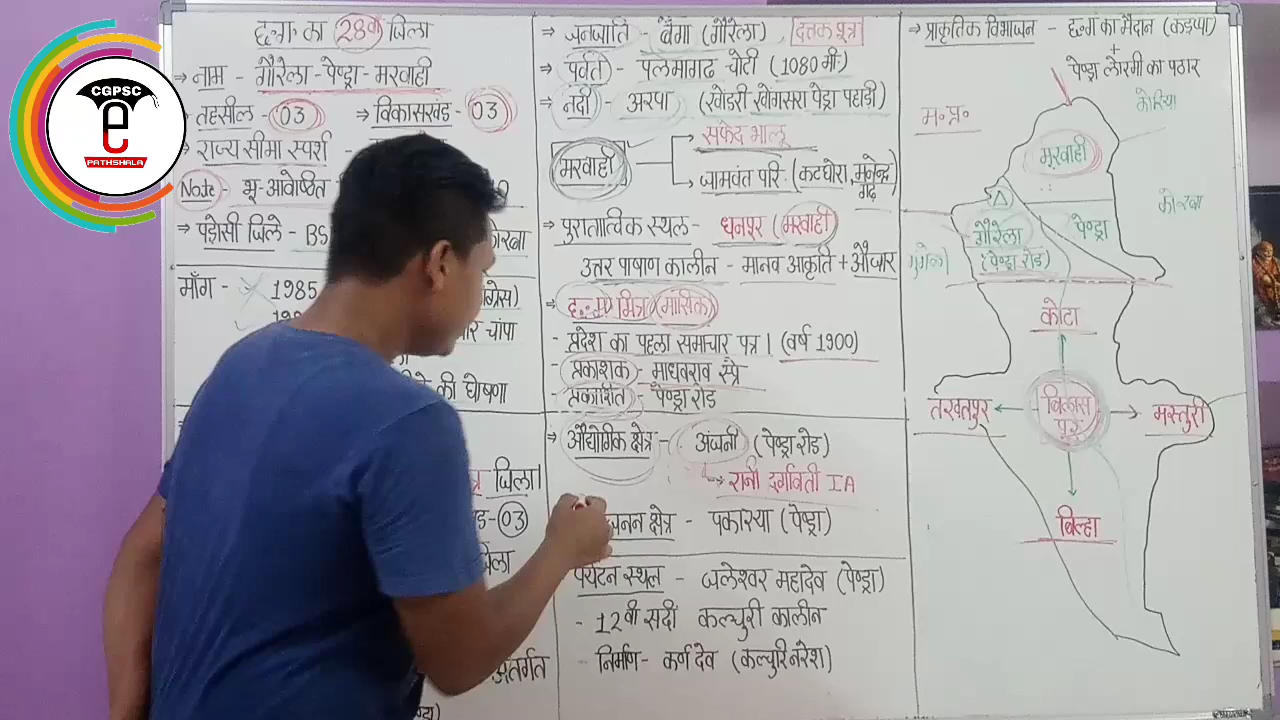 CGPSC
e
PATHSHALA
छ.ग. का 28वाँ जिला
⇒ नाम - गौरेला-पेण्ड्रा-मरवाही
⇒ तहसील - 03 ⇒ विकासखंड - 03
⇒ राज्य सीमा स्पर्श -
Note - भू-आवेष्ठित
⇒ पड़ोसी जिले - BS कोरबा
माँग - 1985
चांपा
की घोषणा
जिला।
-03
जिला
अंतर्गत
⇒ जनजाति - बैगा (गौरेला) दत्तक पुत्र
⇒ पर्वत - पलमागढ चोटी (1080 मी.)
⇒ नदी - अरपा (खोडरी खोंगसरा पेंड्रा पहाड़ी)
मरवाही
सफेद भालू
जामवंत परि. (कटघोरा, मनेन्द्रगढ़)
⇒ पुरातात्विक स्थल - धनपुर (मरवाही)
उत्तर पाषाण कालीन - मानव आकृति + औजार
⇒ छ.ग. मित्र (मासिक)
- प्रदेश का पहला समाचार पत्र । (वर्ष 1900)
- प्रकाशक - माधवराव सप्रे
- प्रकाशित - पेण्ड्रा रोड
⇒ औद्योगिक क्षेत्र - अंजनी (पेण्ड्रा रोड)
→ रानी दुर्गावती IA
क्षेत्र - पकरिया (पेण्ड्रा)
पर्यटन स्थल - जलेश्वर महादेव (पेण्ड्रा)
- 12वीं सदी कल्चुरी कालीन
- निर्माण - कर्ण देव (कल्चुरि नरेश)
⇒ प्राकृतिक विभाजन - छ.ग. का मैदान (कड़प्पा)
+
पेण्ड्रा लोरमी का पठार
म.प्र. कोरिया
मरवाही
कोरबा
गौरेला पेण्ड्रा
(पेण्ड्रा रोड)
मुंगेली
कोटा
तखतपुर बिलासपुर मस्तुरी
बिल्हा